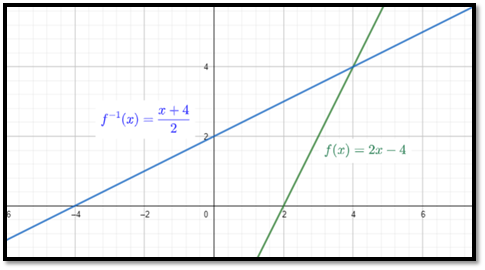 4
f⁻¹(x) = (x + 4)/2
2
f(x) = 2x − 4
6 −4 −2 0 2 4 6